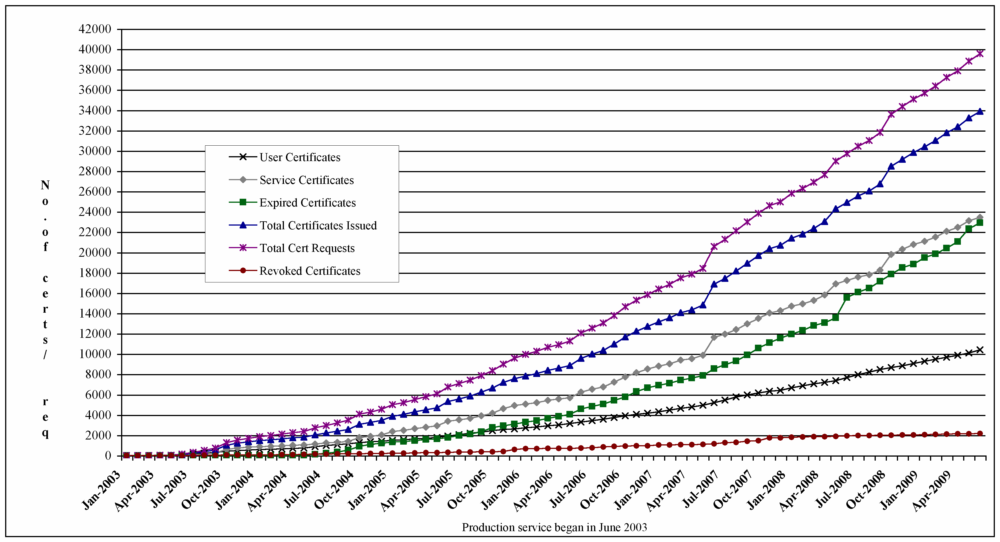 42000
40000
38000
36000
34000
32000
30000
28000
26000
24000
22000
20000
18000
16000
14000
12000
10000
8000
6000
4000
2000
0
No. of certs/ req
User Certificates
Service Certificates
Expired Certificates
Total Certificates Issued
Total Cert Requests
Revoked Certificates
Jan-2003
Apr-2003
Jul-2003
Oct-2003
Jan-2004
Apr-2004
Jul-2004
Oct-2004
Jan-2005
Apr-2005
Jul-2005
Oct-2005
Jan-2006
Apr-2006
Jul-2006
Oct-2006
Jan-2007
Apr-2007
Jul-2007
Oct-2007
Jan-2008
Apr-2008
Jul-2008
Oct-2008
Jan-2009
Apr-2009
Production service began in June 2003